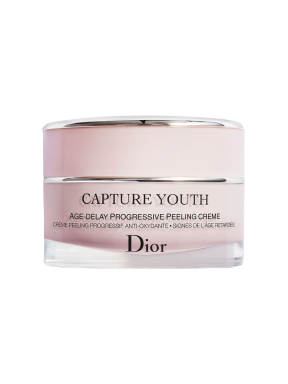 CAPTURE YOUTH
AGE-DELAY PROGRESSIVE PEELING CREME
CRÈME PEELING PROGRESSIF ANTI-OXYDANTE • SIGNES DE L'ÂGE RETARDÉS
Dior